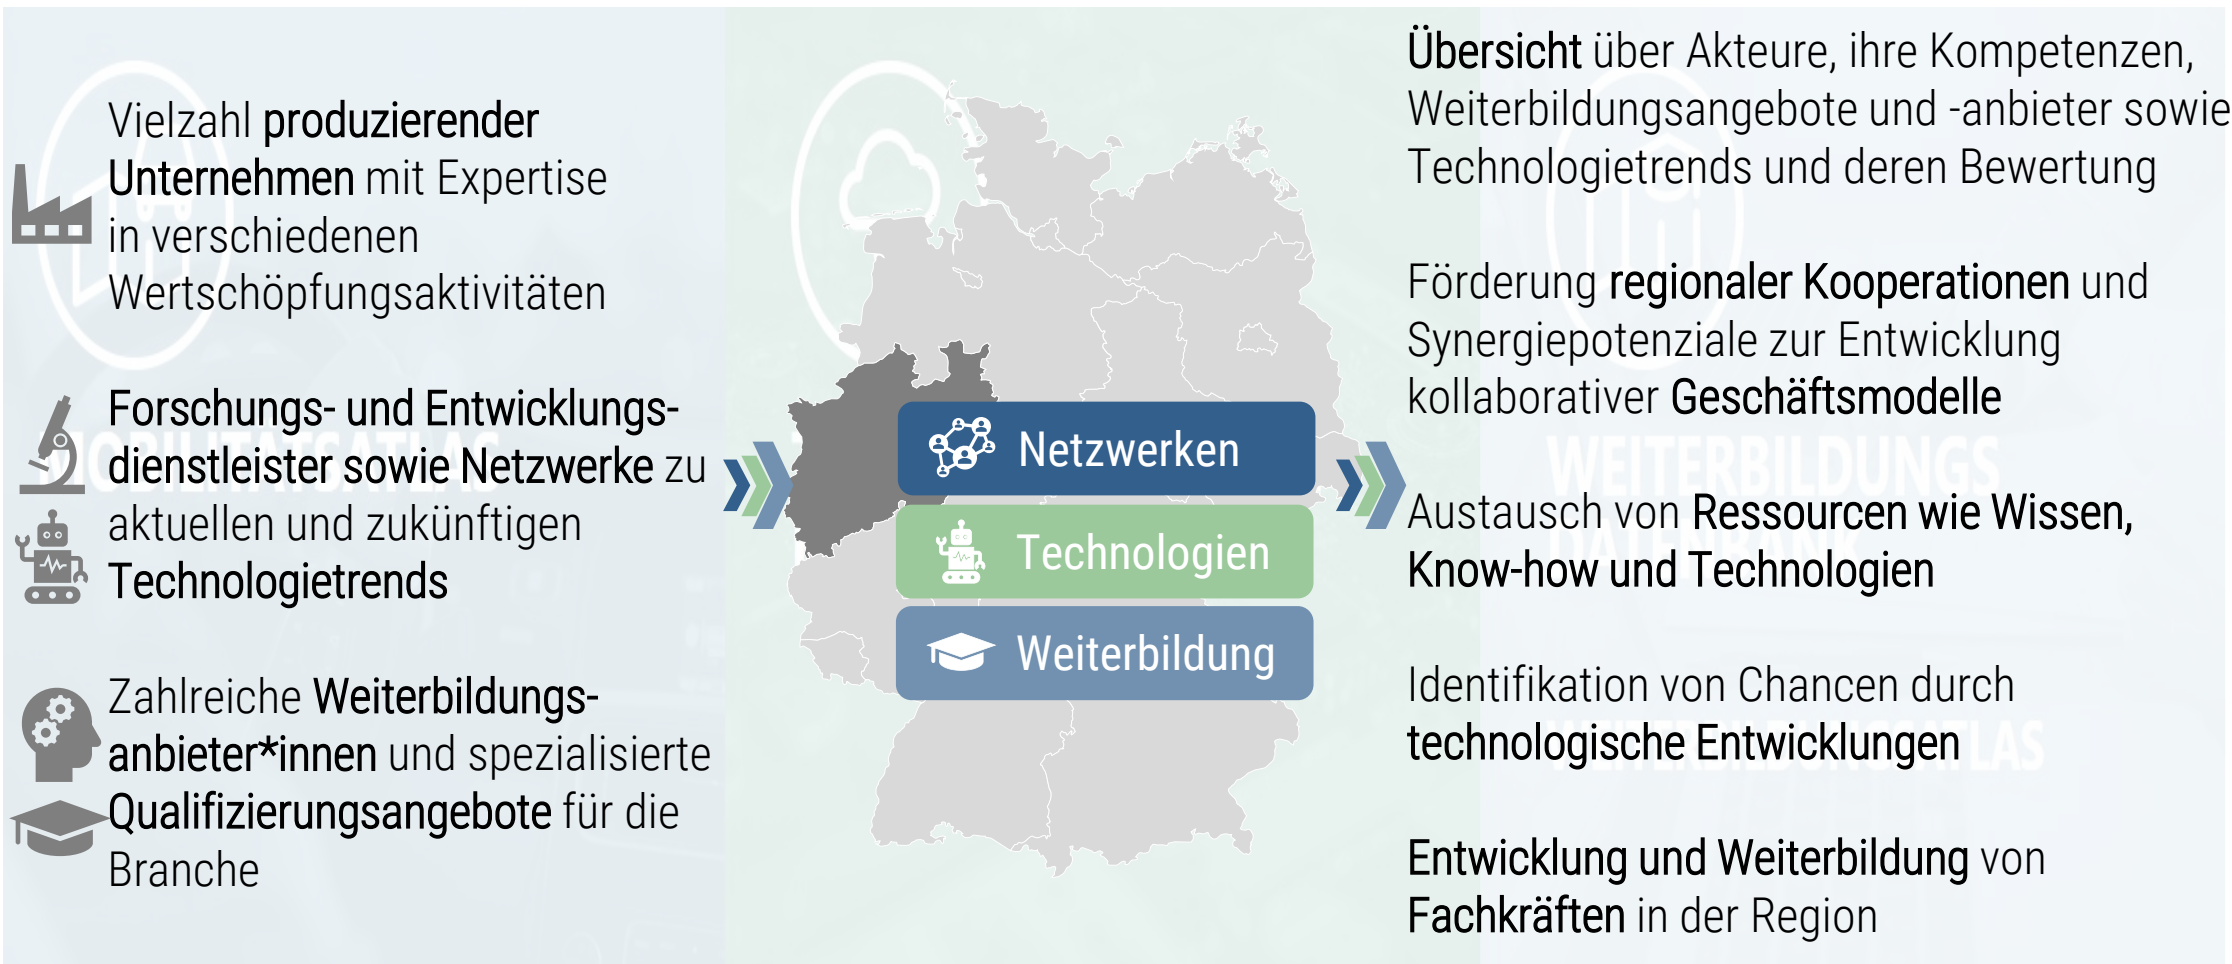 Vielzahl produzierender
Unternehmen mit Expertise
in verschiedenen
Wertschöpfungsaktivitäten
Forschungs- und Entwicklungs-
dienstleister sowie Netzwerke zu
aktuellen und zukünftigen
Technologietrends
Zahlreiche Weiterbildungs-
anbieter*innen und spezialisierte
Qualifizierungsangebote für die
Branche
MOBILITÄTSATLAS
Netzwerken
Technologien
Weiterbildung
Übersicht über Akteure, ihre Kompetenzen,
Weiterbildungsangebote und -anbieter sowie
Technologietrends und deren Bewertung
Förderung regionaler Kooperationen und
Synergiepotenziale zur Entwicklung
kollaborativer Geschäftsmodelle
Austausch von Ressourcen wie Wissen,
Know-how und Technologien
Identifikation von Chancen durch
technologische Entwicklungen
Entwicklung und Weiterbildung von
Fachkräften in der Region
WEITERBILDUNGS
DATENBANK
WEITERBILDUNGSATLAS